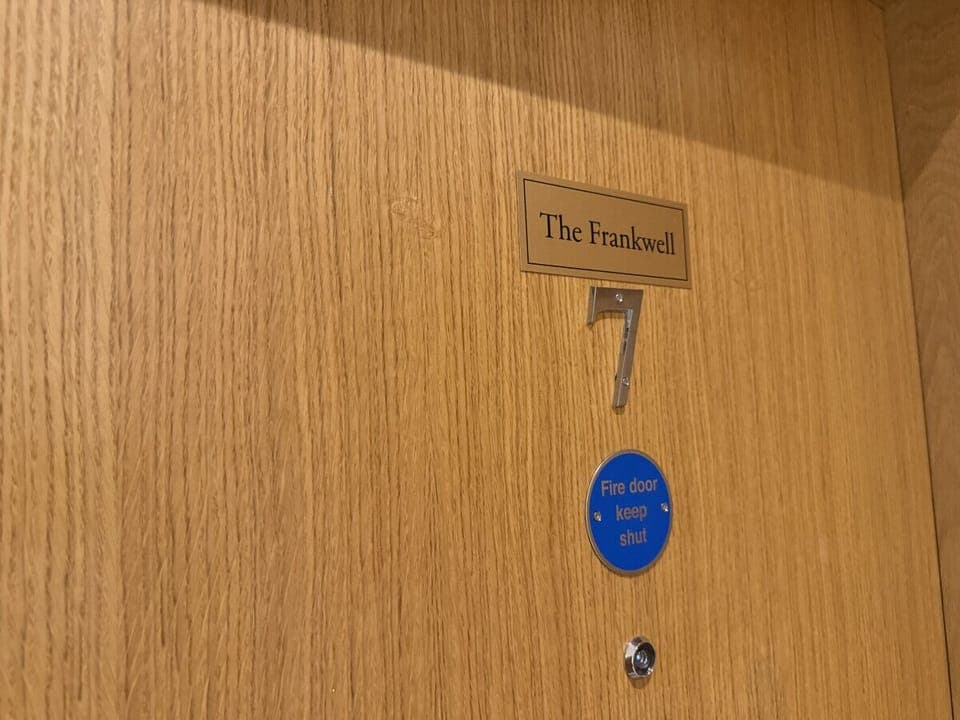 The Frankwell
7
Fire door
keep
shut